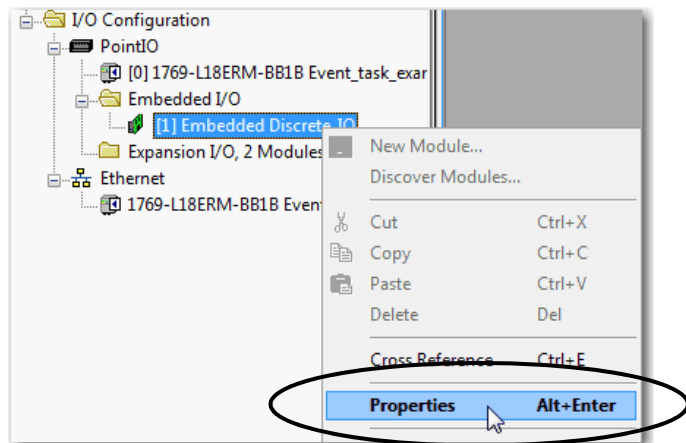 I/O Configuration
PointIO
[0] 1769-L18ERM-BB1B Event_task_exar
Embedded I/O
[1] Embedded Discrete_IO
Expansion I/O, 2 Modules
Ethernet
1769-L18ERM-BB1B Even
New Module...
Discover Modules...
Cut Ctrl+X
Copy Ctrl+C
Paste Ctrl+V
Delete Del
Cross Reference Ctrl+E
Properties Alt+Enter